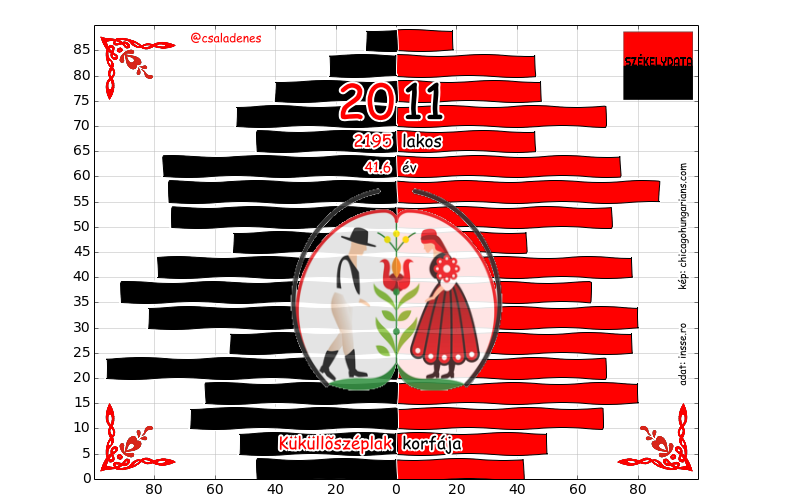 @csaladenes
SZÉKELYDATA
2011
2195 lakos
41.6 év
kép: chicagohungarians.com
adat: insse.ro
Küküllőszéplak korfája
85
80
75
70
65
60
55
50
45
40
35
30
25
20
15
10
5
0
80 60 40 20 0 20 40 60 80